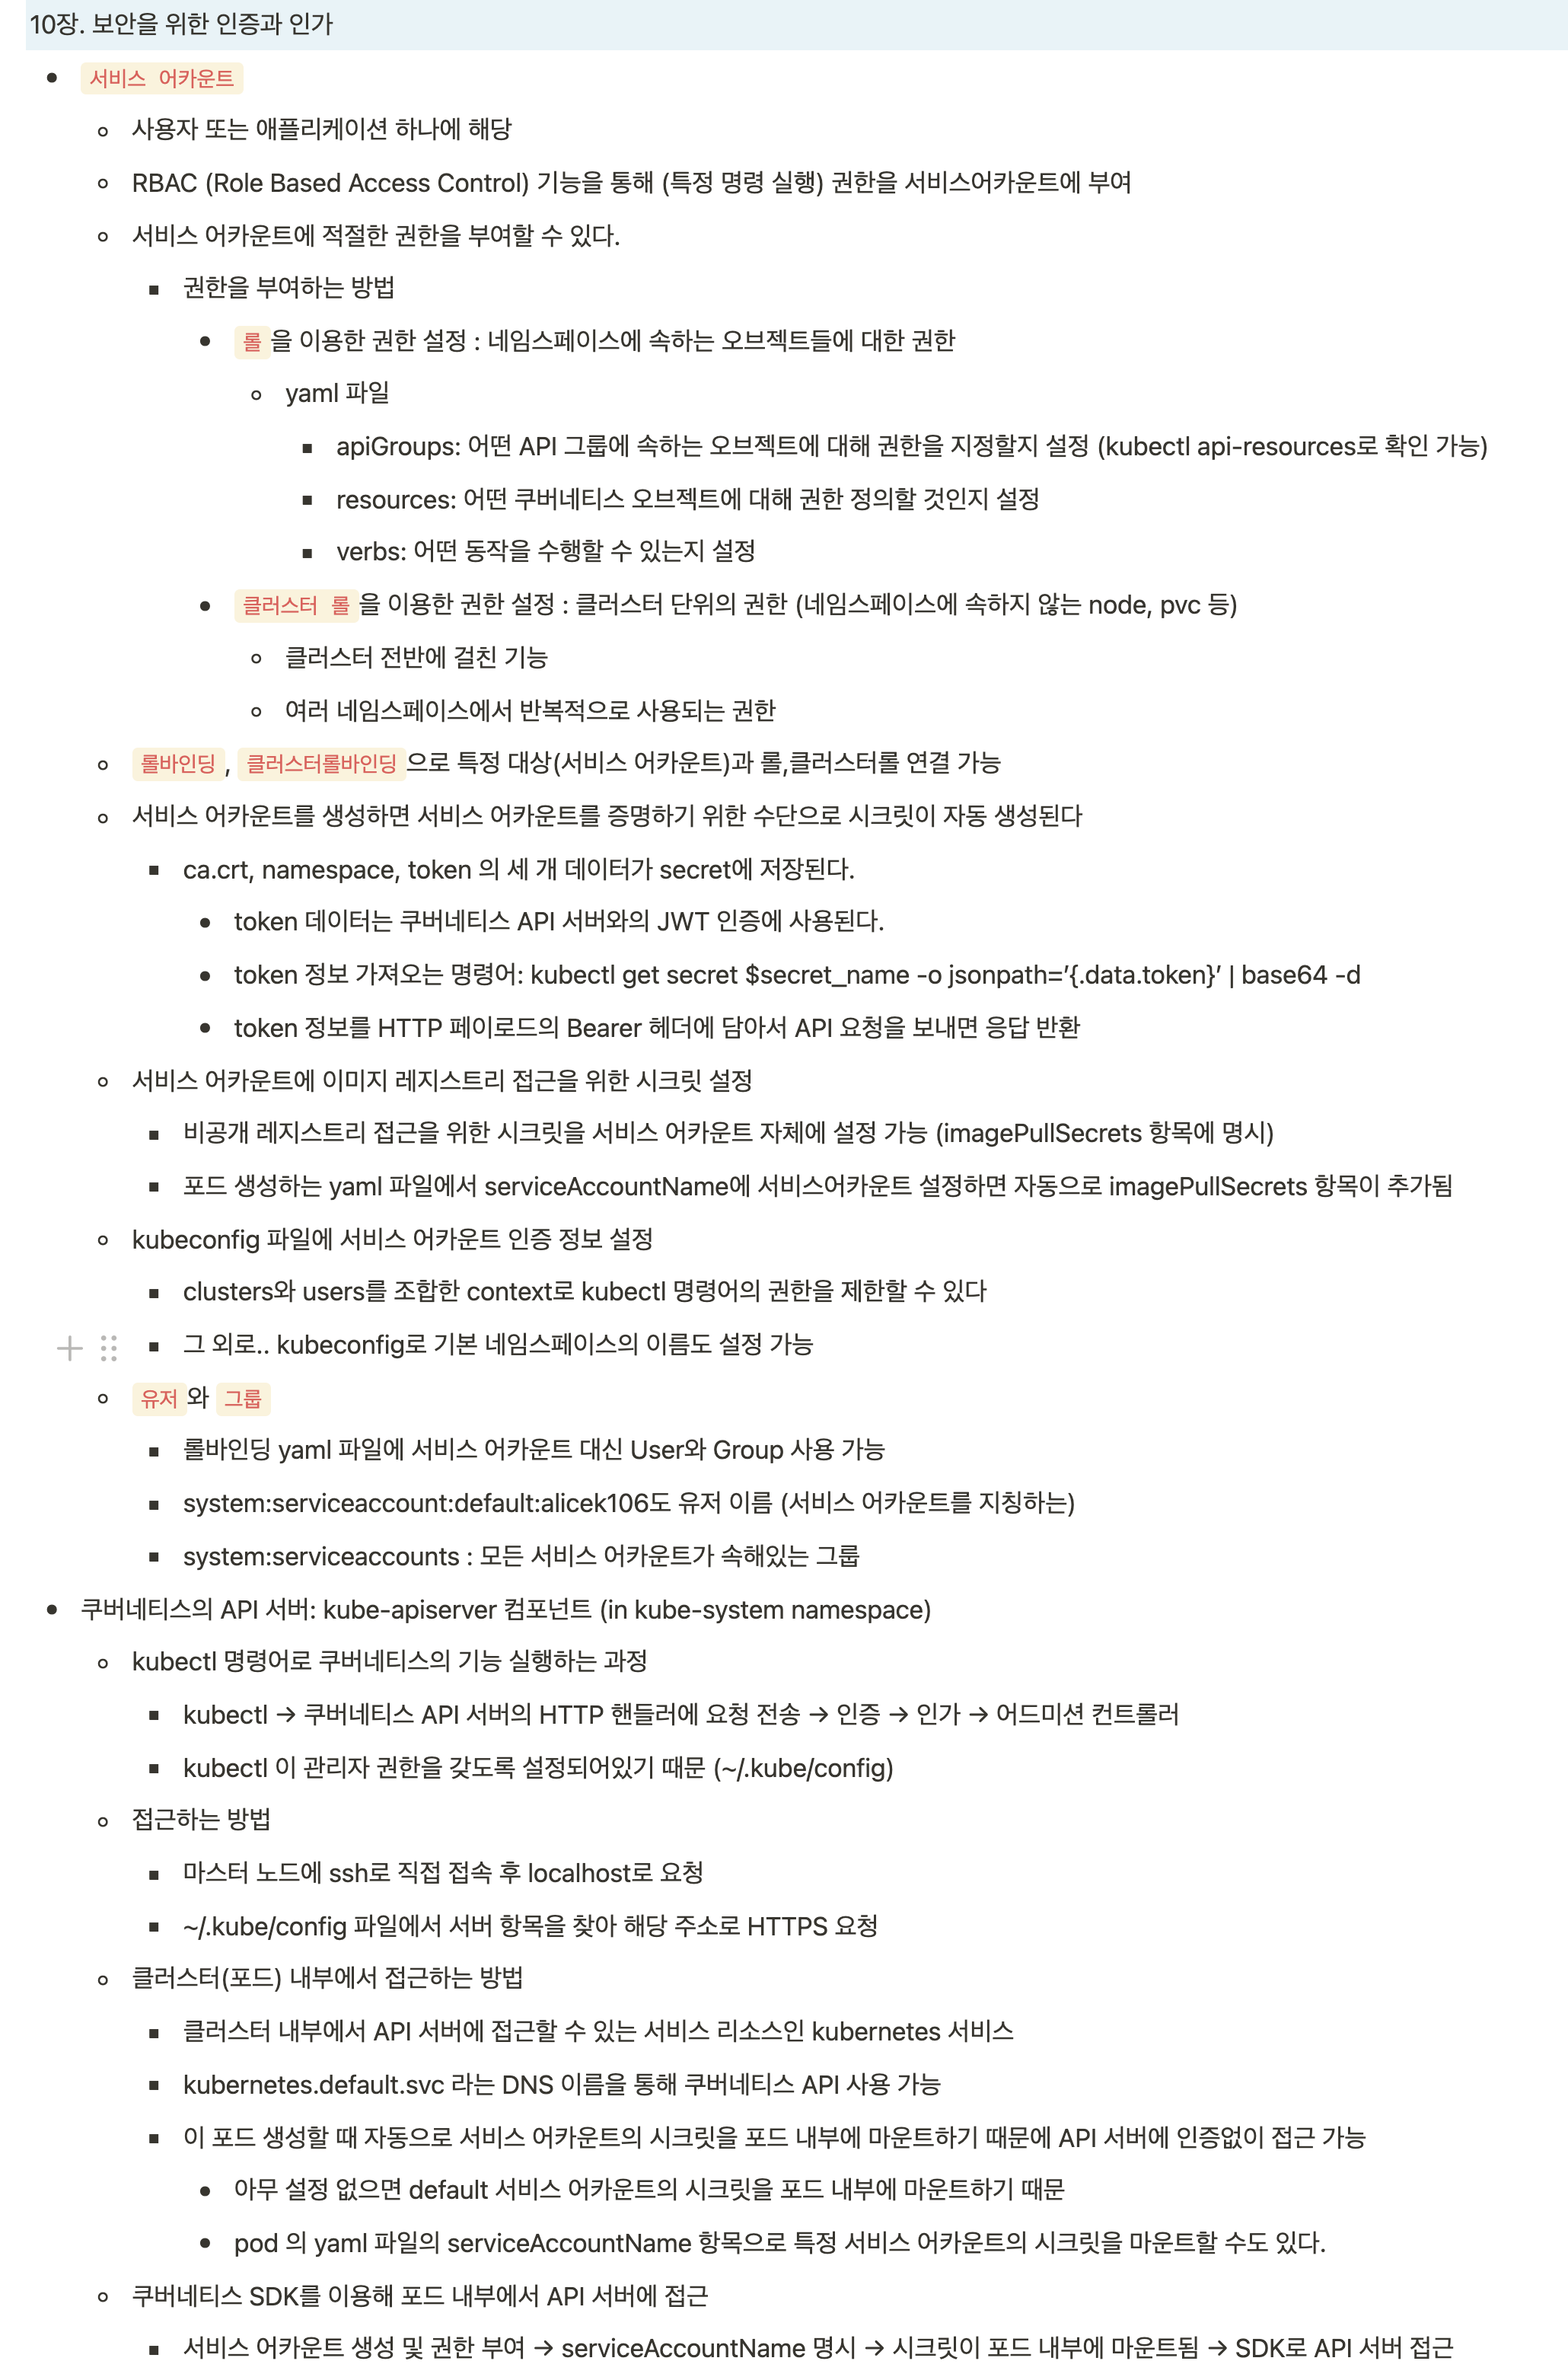 10장. 보안을 위한 인증과 인가
서비스 어카운트
사용자 또는 애플리케이션 하나에 해당
RBAC (Role Based Access Control) 기능을 통해 (특정 명령 실행) 권한을 서비스어카운트에 부여
서비스 어카운트에 적절한 권한을 부여할 수 있다.
권한을 부여하는 방법
롤을 이용한 권한 설정 : 네임스페이스에 속하는 오브젝트들에 대한 권한
yaml 파일
apiGroups: 어떤 API 그룹에 속하는 오브젝트에 대해 권한을 지정할지 설정 (kubectl api-resources로 확인 가능)
resources: 어떤 쿠버네티스 오브젝트에 대해 권한 정의할 것인지 설정
verbs: 어떤 동작을 수행할 수 있는지 설정
클러스터 롤을 이용한 권한 설정 : 클러스터 단위의 권한 (네임스페이스에 속하지 않는 node, pvc 등)
클러스터 전반에 걸친 기능
여러 네임스페이스에서 반복적으로 사용되는 권한
롤바인딩, 클러스터롤바인딩으로 특정 대상(서비스 어카운트)과 롤,클러스터롤 연결 가능
서비스 어카운트를 생성하면 서비스 어카운트를 증명하기 위한 수단으로 시크릿이 자동 생성된다
ca.crt, namespace, token 의 세 개 데이터가 secret에 저장된다.
token 데이터는 쿠버네티스 API 서버와의 JWT 인증에 사용된다.
token 정보 가져오는 명령어: kubectl get secret $secret_name -o jsonpath=’{.data.token}’ | base64 -d
token 정보를 HTTP 페이로드의 Bearer 헤더에 담아서 API 요청을 보내면 응답 반환
서비스 어카운트에 이미지 레지스트리 접근을 위한 시크릿 설정
비공개 레지스트리 접근을 위한 시크릿을 서비스 어카운트 자체에 설정 가능 (imagePullSecrets 항목에 명시)
포드 생성하는 yaml 파일에서 serviceAccountName에 서비스어카운트 설정하면 자동으로 imagePullSecrets 항목이 추가됨
kubeconfig 파일에 서비스 어카운트 인증 정보 설정
clusters와 users를 조합한 context로 kubectl 명령어의 권한을 제한할 수 있다
그 외로.. kubeconfig로 기본 네임스페이스의 이름도 설정 가능
유저와 그룹
롤바인딩 yaml 파일에 서비스 어카운트 대신 User와 Group 사용 가능
system:serviceaccount:default:alicek106도 유저 이름 (서비스 어카운트를 지칭하는)
system:serviceaccounts : 모든 서비스 어카운트가 속해있는 그룹
쿠버네티스의 API 서버: kube-apiserver 컴포넌트 (in kube-system namespace)
kubectl 명령어로 쿠버네티스의 기능 실행하는 과정
kubectl → 쿠버네티스 API 서버의 HTTP 핸들러에 요청 전송 → 인증 → 인가 → 어드미션 컨트롤러
kubectl 이 관리자 권한을 갖도록 설정되어있기 때문 (~/.kube/config)
접근하는 방법
마스터 노드에 ssh로 직접 접속 후 localhost로 요청
~/.kube/config 파일에서 서버 항목을 찾아 해당 주소로 HTTPS 요청
클러스터(포드) 내부에서 접근하는 방법
클러스터 내부에서 API 서버에 접근할 수 있는 서비스 리소스인 kubernetes 서비스
kubernetes.default.svc 라는 DNS 이름을 통해 쿠버네티스 API 사용 가능
이 포드 생성할 때 자동으로 서비스 어카운트의 시크릿을 포드 내부에 마운트하기 때문에 API 서버에 인증없이 접근 가능
아무 설정 없으면 default 서비스 어카운트의 시크릿을 포드 내부에 마운트하기 때문
pod 의 yaml 파일의 serviceAccountName 항목으로 특정 서비스 어카운트의 시크릿을 마운트할 수도 있다.
쿠버네티스 SDK를 이용해 포드 내부에서 API 서버에 접근
서비스 어카운트 생성 및 권한 부여 → serviceAccountName 명시 → 시크릿이 포드 내부에 마운트됨 → SDK로 API 서버 접근